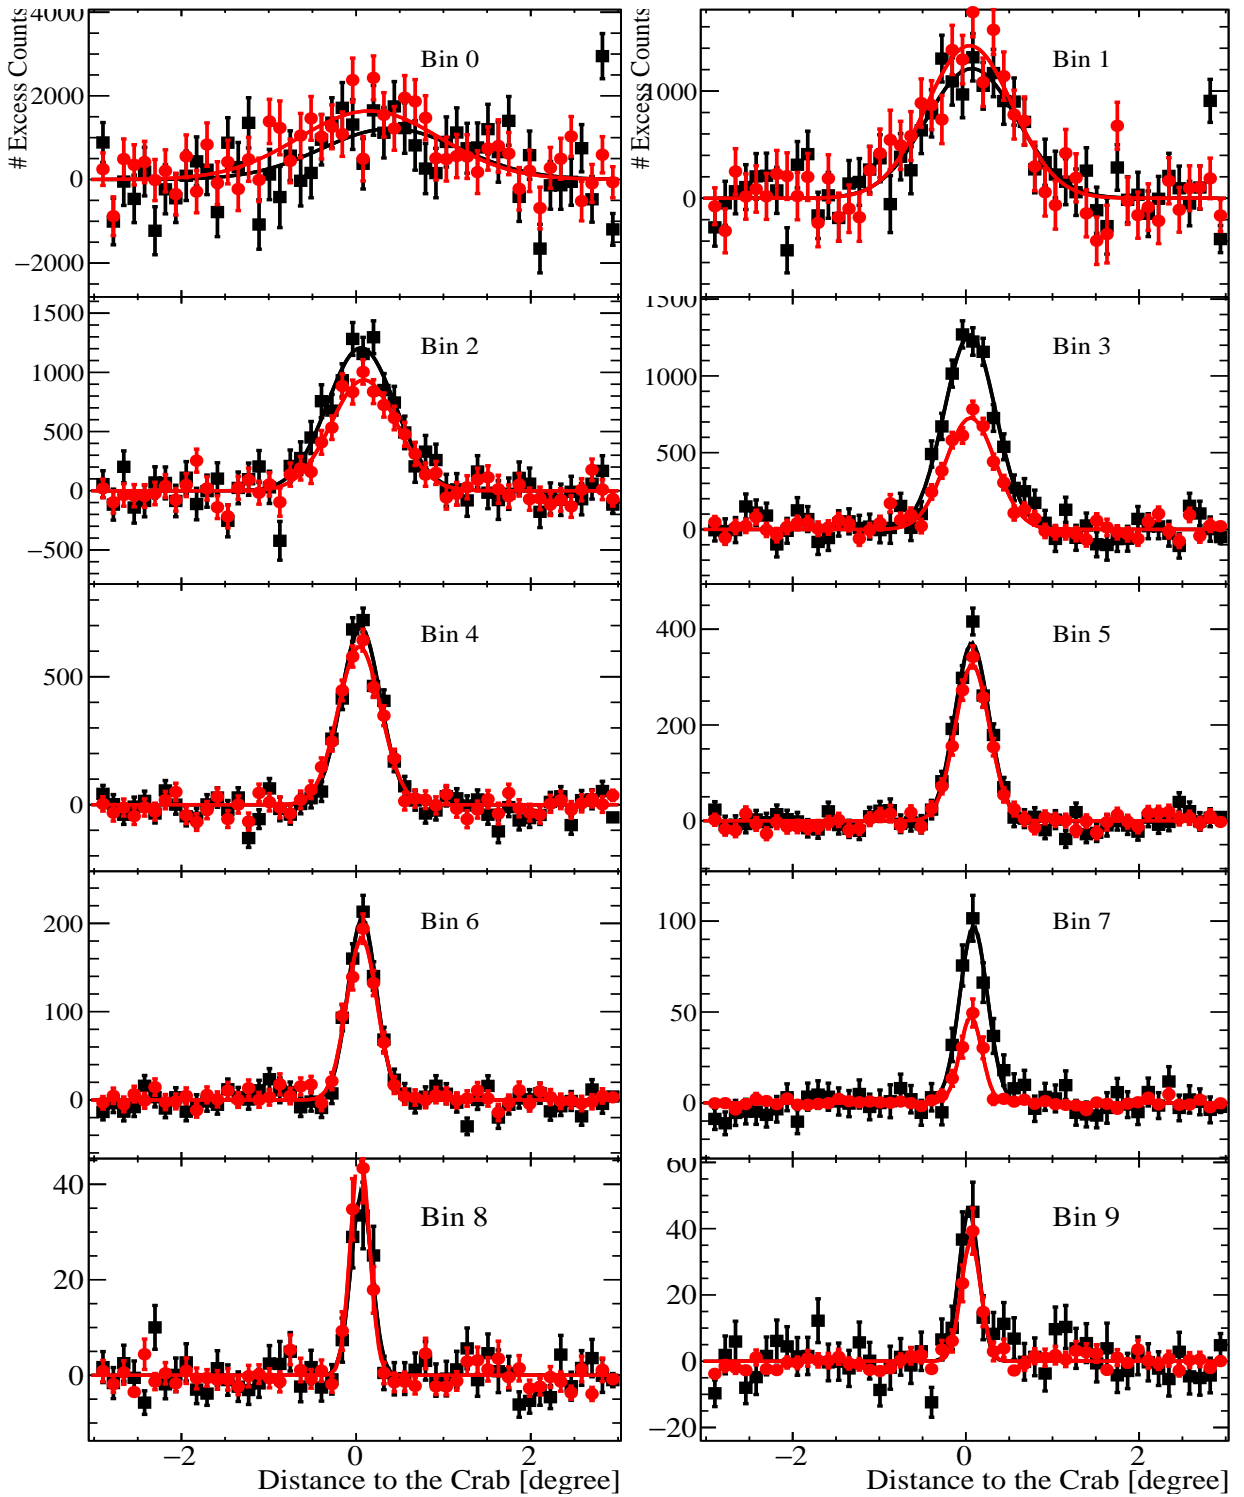 # Excess Counts
4000
2000
0
−2000
Bin 0
# Excess Counts
1000
0
Bin 1
1500
1000
500
0
−500
Bin 2
1500
1000
500
0
Bin 3
500
0
Bin 4
400
200
0
Bin 5
200
100
0
Bin 6
100
50
0
Bin 7
40
20
0
Bin 8
60
40
20
0
−20
Bin 9
−2 0 2
Distance to the Crab [degree]
−2 0 2
Distance to the Crab [degree]